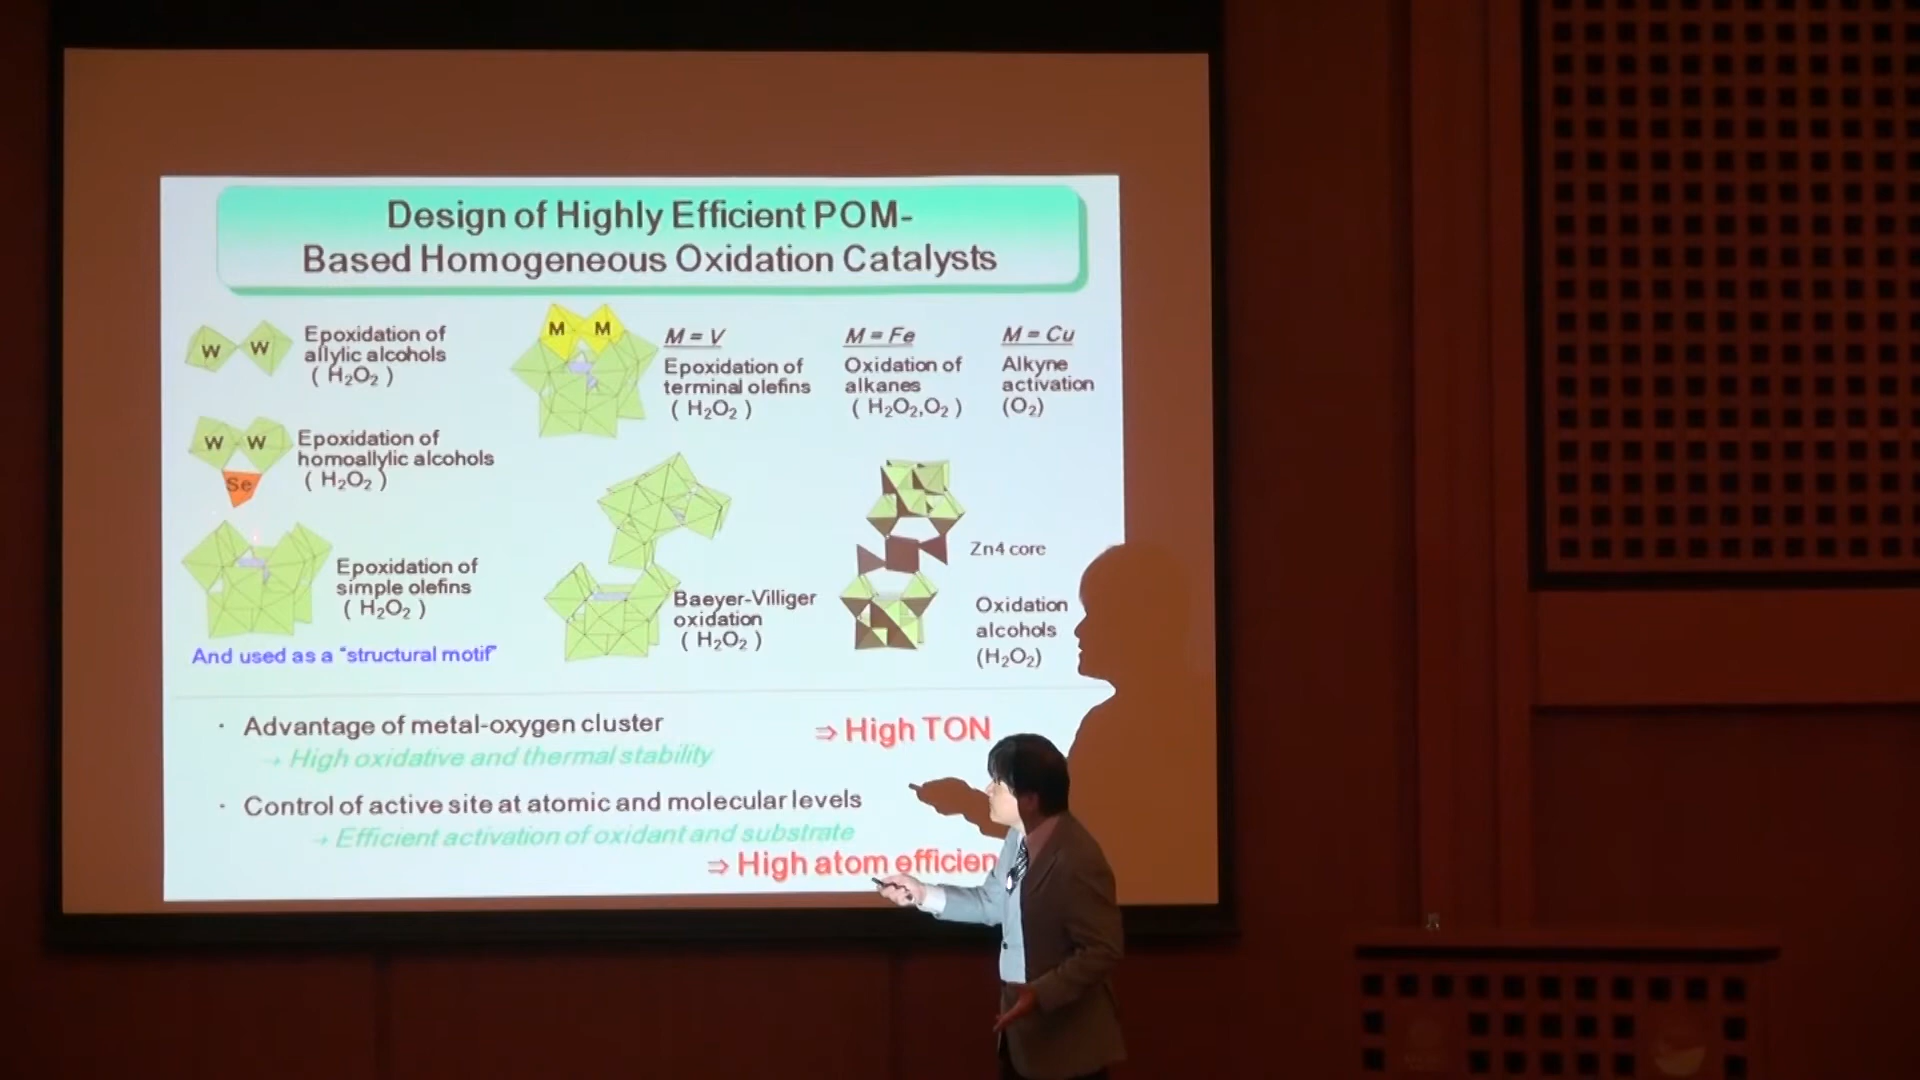 Design of Highly Efficient POM-
Based Homogeneous Oxidation Catalysts
W W
Epoxidation of
allylic alcohols
( H₂O₂ )
W W
Se
Epoxidation of
homoallylic alcohols
( H₂O₂ )
Epoxidation of
simple olefins
( H₂O₂ )
And used as a “structural motif”
M M
M = V
Epoxidation of
terminal olefins
( H₂O₂ )
M = Fe
Oxidation of
alkanes
( H₂O₂,O₂ )
M = Cu
Alkyne
activation
(O₂)
Baeyer-Villiger
oxidation
( H₂O₂ )
Zn4 core
Oxidation
alcohols
(H₂O₂)
· Advantage of metal-oxygen cluster
→ High oxidative and thermal stability
⇒ High TON
· Control of active site at atomic and molecular levels
→ Efficient activation of oxidant and substrate
⇒ High atom efficien